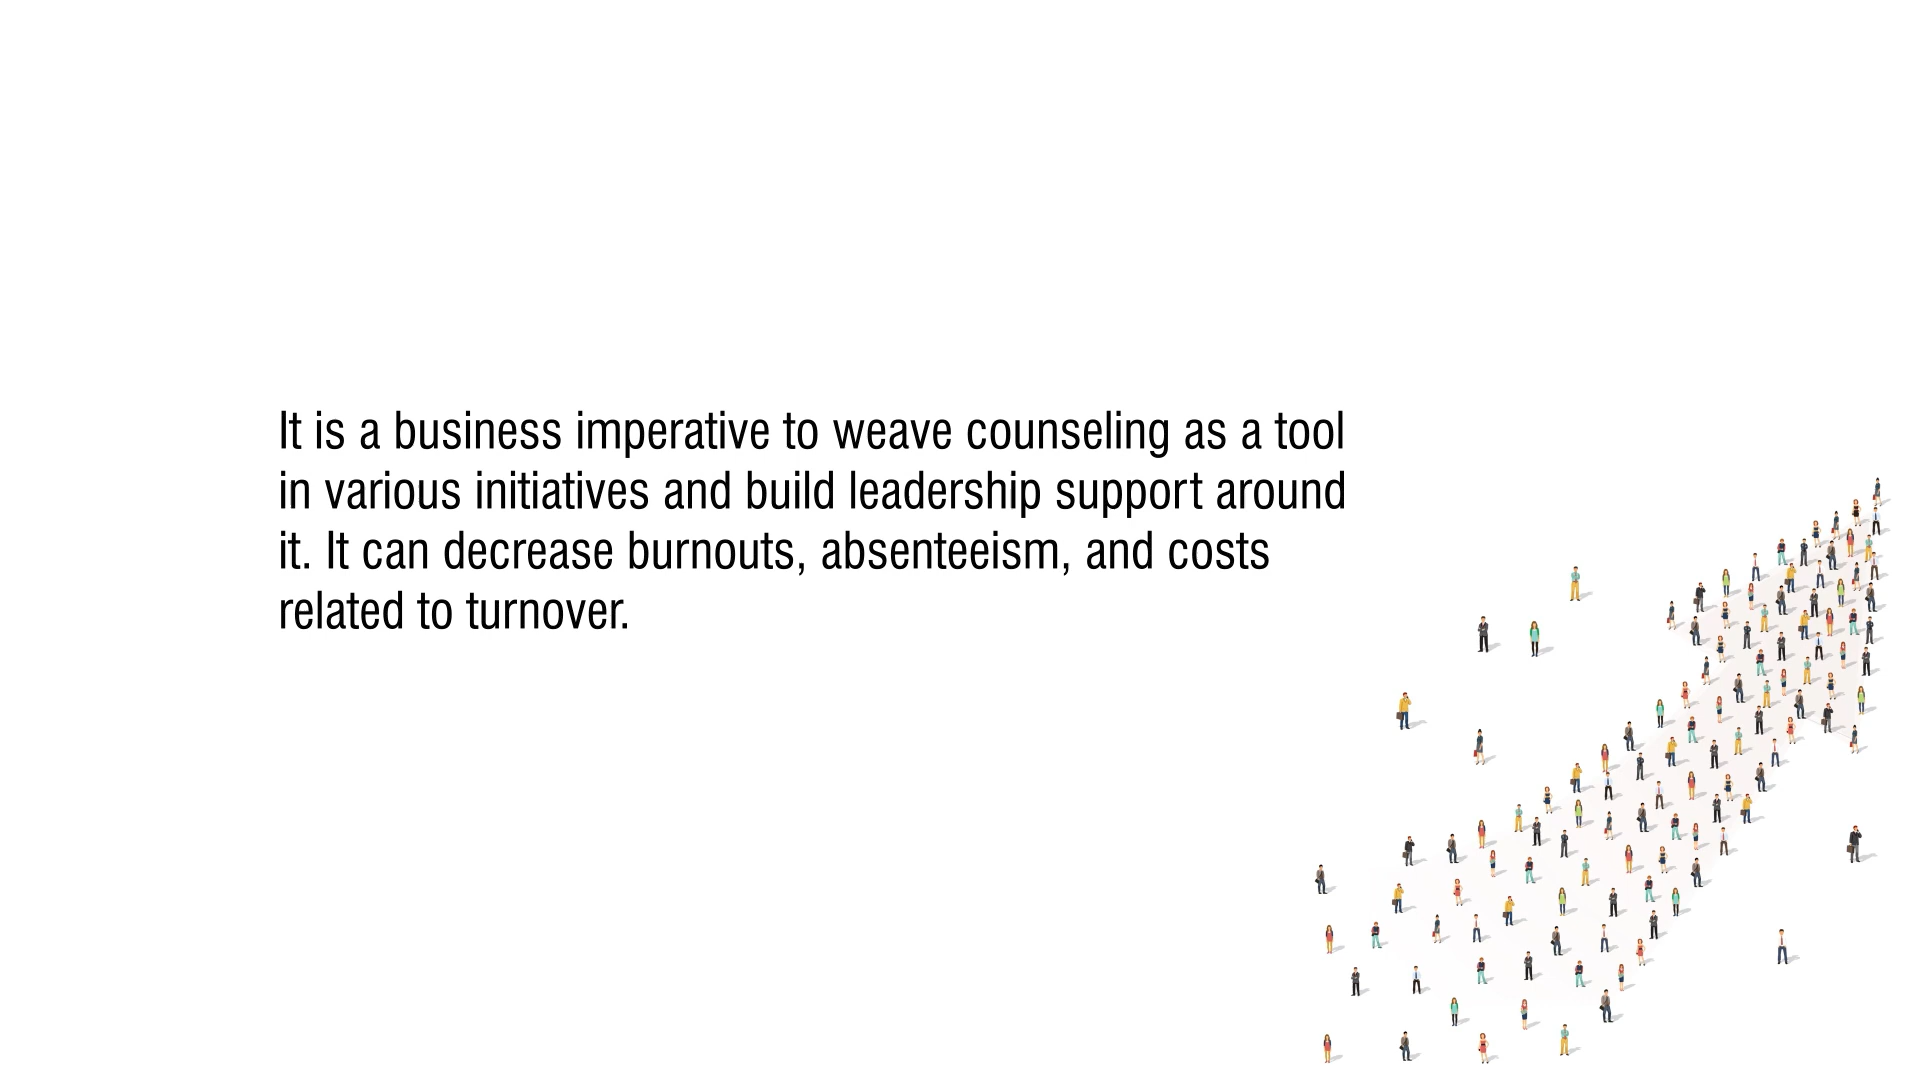 It is a business imperative to weave counseling as a tool
in various initiatives and build leadership support around
it. It can decrease burnouts, absenteeism, and costs
related to turnover.